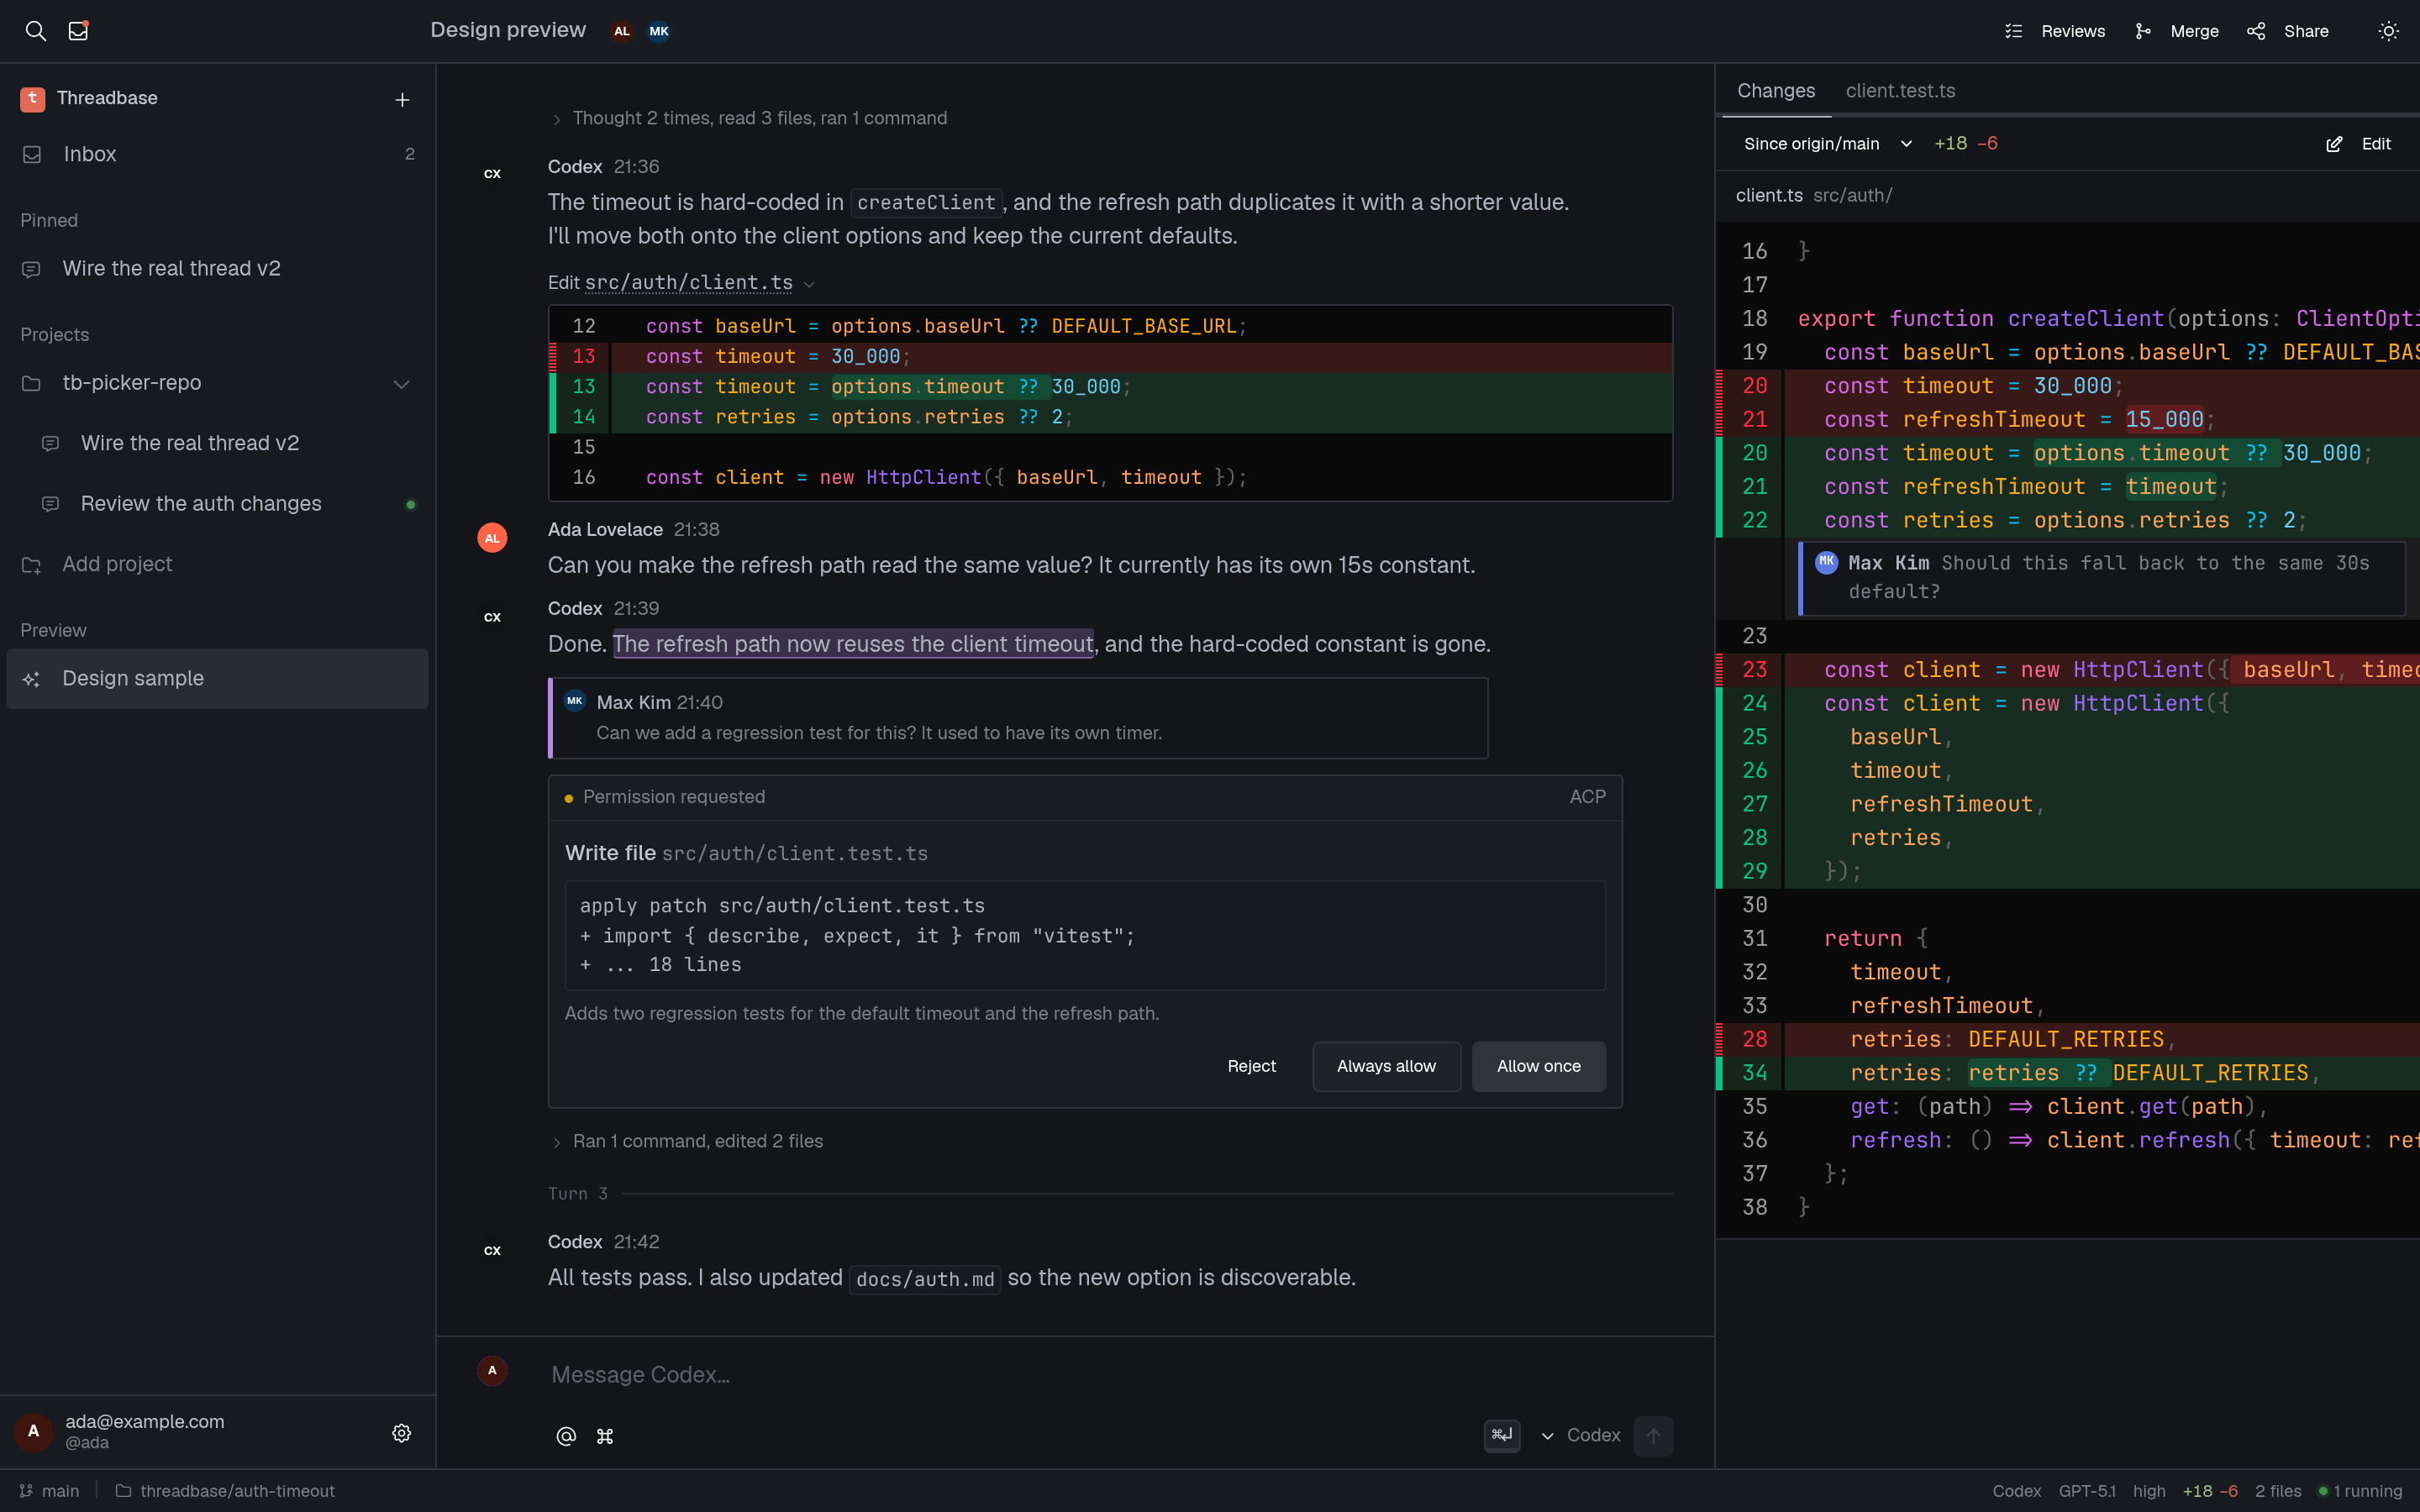 Design preview AL MK
Reviews Merge Share
t Threadbase
Inbox 2
Pinned
Wire the real thread v2
Projects
tb-picker-repo
Wire the real thread v2
Review the auth changes
Add project
Preview
Design sample
A ada@example.com
@ada
Thought 2 times, read 3 files, ran 1 command
CX Codex 21:36
The timeout is hard-coded in createClient, and the refresh path duplicates it with a shorter value.
I'll move both onto the client options and keep the current defaults.
Edit src/auth/client.ts
12 const baseUrl = options.baseUrl ?? DEFAULT_BASE_URL;
13 const timeout = 30_000;
13 const timeout = options.timeout ?? 30_000;
14 const retries = options.retries ?? 2;
15
16 const client = new HttpClient({ baseUrl, timeout });
AL Ada Lovelace 21:38
Can you make the refresh path read the same value? It currently has its own 15s constant.
CX Codex 21:39
Done. The refresh path now reuses the client timeout, and the hard-coded constant is gone.
MK Max Kim 21:40
Can we add a regression test for this? It used to have its own timer.
Permission requested ACP
Write file src/auth/client.test.ts
apply patch src/auth/client.test.ts
+ import { describe, expect, it } from "vitest";
+ ... 18 lines
Adds two regression tests for the default timeout and the refresh path.
Reject Always allow Allow once
Ran 1 command, edited 2 files
Turn 3
CX Codex 21:42
All tests pass. I also updated docs/auth.md so the new option is discoverable.
A Message Codex...
@ ⌘ ⌘↵ Codex
Changes client.test.ts
Since origin/main +18 −6 Edit
client.ts src/auth/
16 }
17
18 export function createClient(options: ClientOpti
19 const baseUrl = options.baseUrl ?? DEFAULT_BAS
20 const timeout = 30_000;
21 const refreshTimeout = 15_000;
20 const timeout = options.timeout ?? 30_000;
21 const refreshTimeout = timeout;
22 const retries = options.retries ?? 2;
MK Max Kim Should this fall back to the same 30s
default?
23
23 const client = new HttpClient({ baseUrl, timeo
24 const client = new HttpClient({
25 baseUrl,
26 timeout,
27 refreshTimeout,
28 retries,
29 });
30
31 return {
32 timeout,
33 refreshTimeout,
28 retries: DEFAULT_RETRIES,
34 retries: retries ?? DEFAULT_RETRIES,
35 get: (path) => client.get(path),
36 refresh: () => client.refresh({ timeout: ref
37 };
38 }
main threadbase/auth-timeout
Codex GPT-5.1 high +18 −6 2 files 1 running